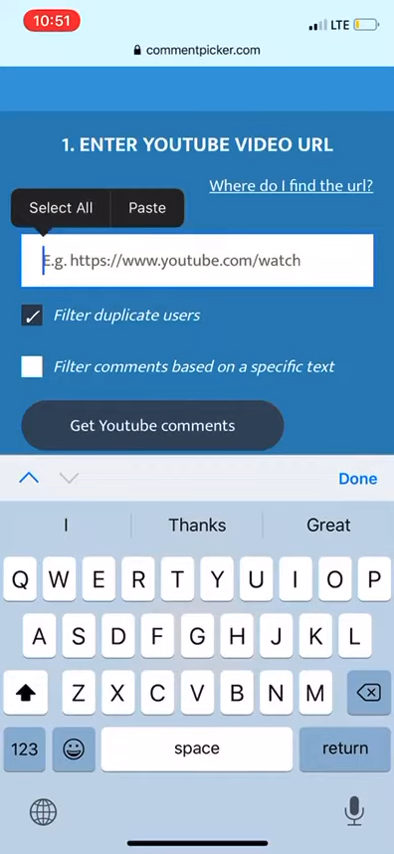 10:51
LTE
commentpicker.com
1. ENTER YOUTUBE VIDEO URL
Where do I find the url?
Select All
Paste
E.g. https://www.youtube.com/watch
Filter duplicate users
Filter comments based on a specific text
Get Youtube comments
Done
I
Thanks
Great
Q W E R T Y U I O P
A S D F G H J K L
Z X C V B N M
123
space
return